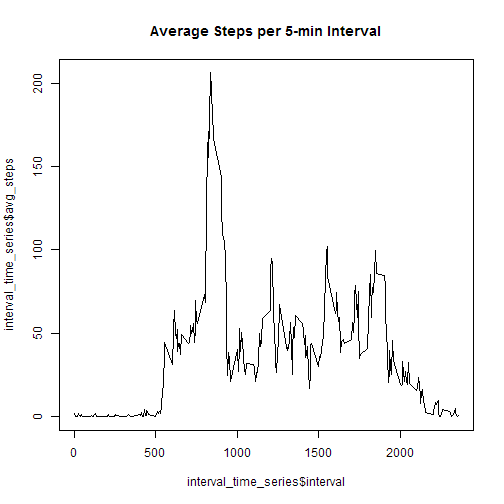 Average Steps per 5-min Interval
interval_time_series$avg_steps
200
150
100
50
0
0 500 1000 1500 2000
interval_time_series$interval